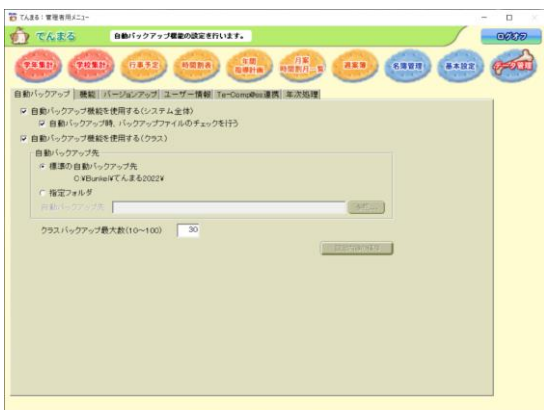 てんまる：管理者用メニュー
てんまる
自動バックアップ機能の設定を行います。
ログオフ
学年集計
学校集計
行事予定
時間割表
年間
指導計画
月案
時間割月一覧
週案簿
名簿管理
基本設定
データ管理
自動バックアップ 機能 バージョンアップ ユーザー情報 Te-Comp@ss連携 年次処理
自動バックアップ機能を使用する(システム全体)
自動バックアップ時、バックアップファイルのチェックを行う
自動バックアップ機能を使用する(クラス)
自動バックアップ先
標準の自動バックアップ先
C:¥Bunkei¥てんまる2022¥
指定フォルダ
自動バックアップ先
参照...
クラスバックアップ最大数(10～100) 30